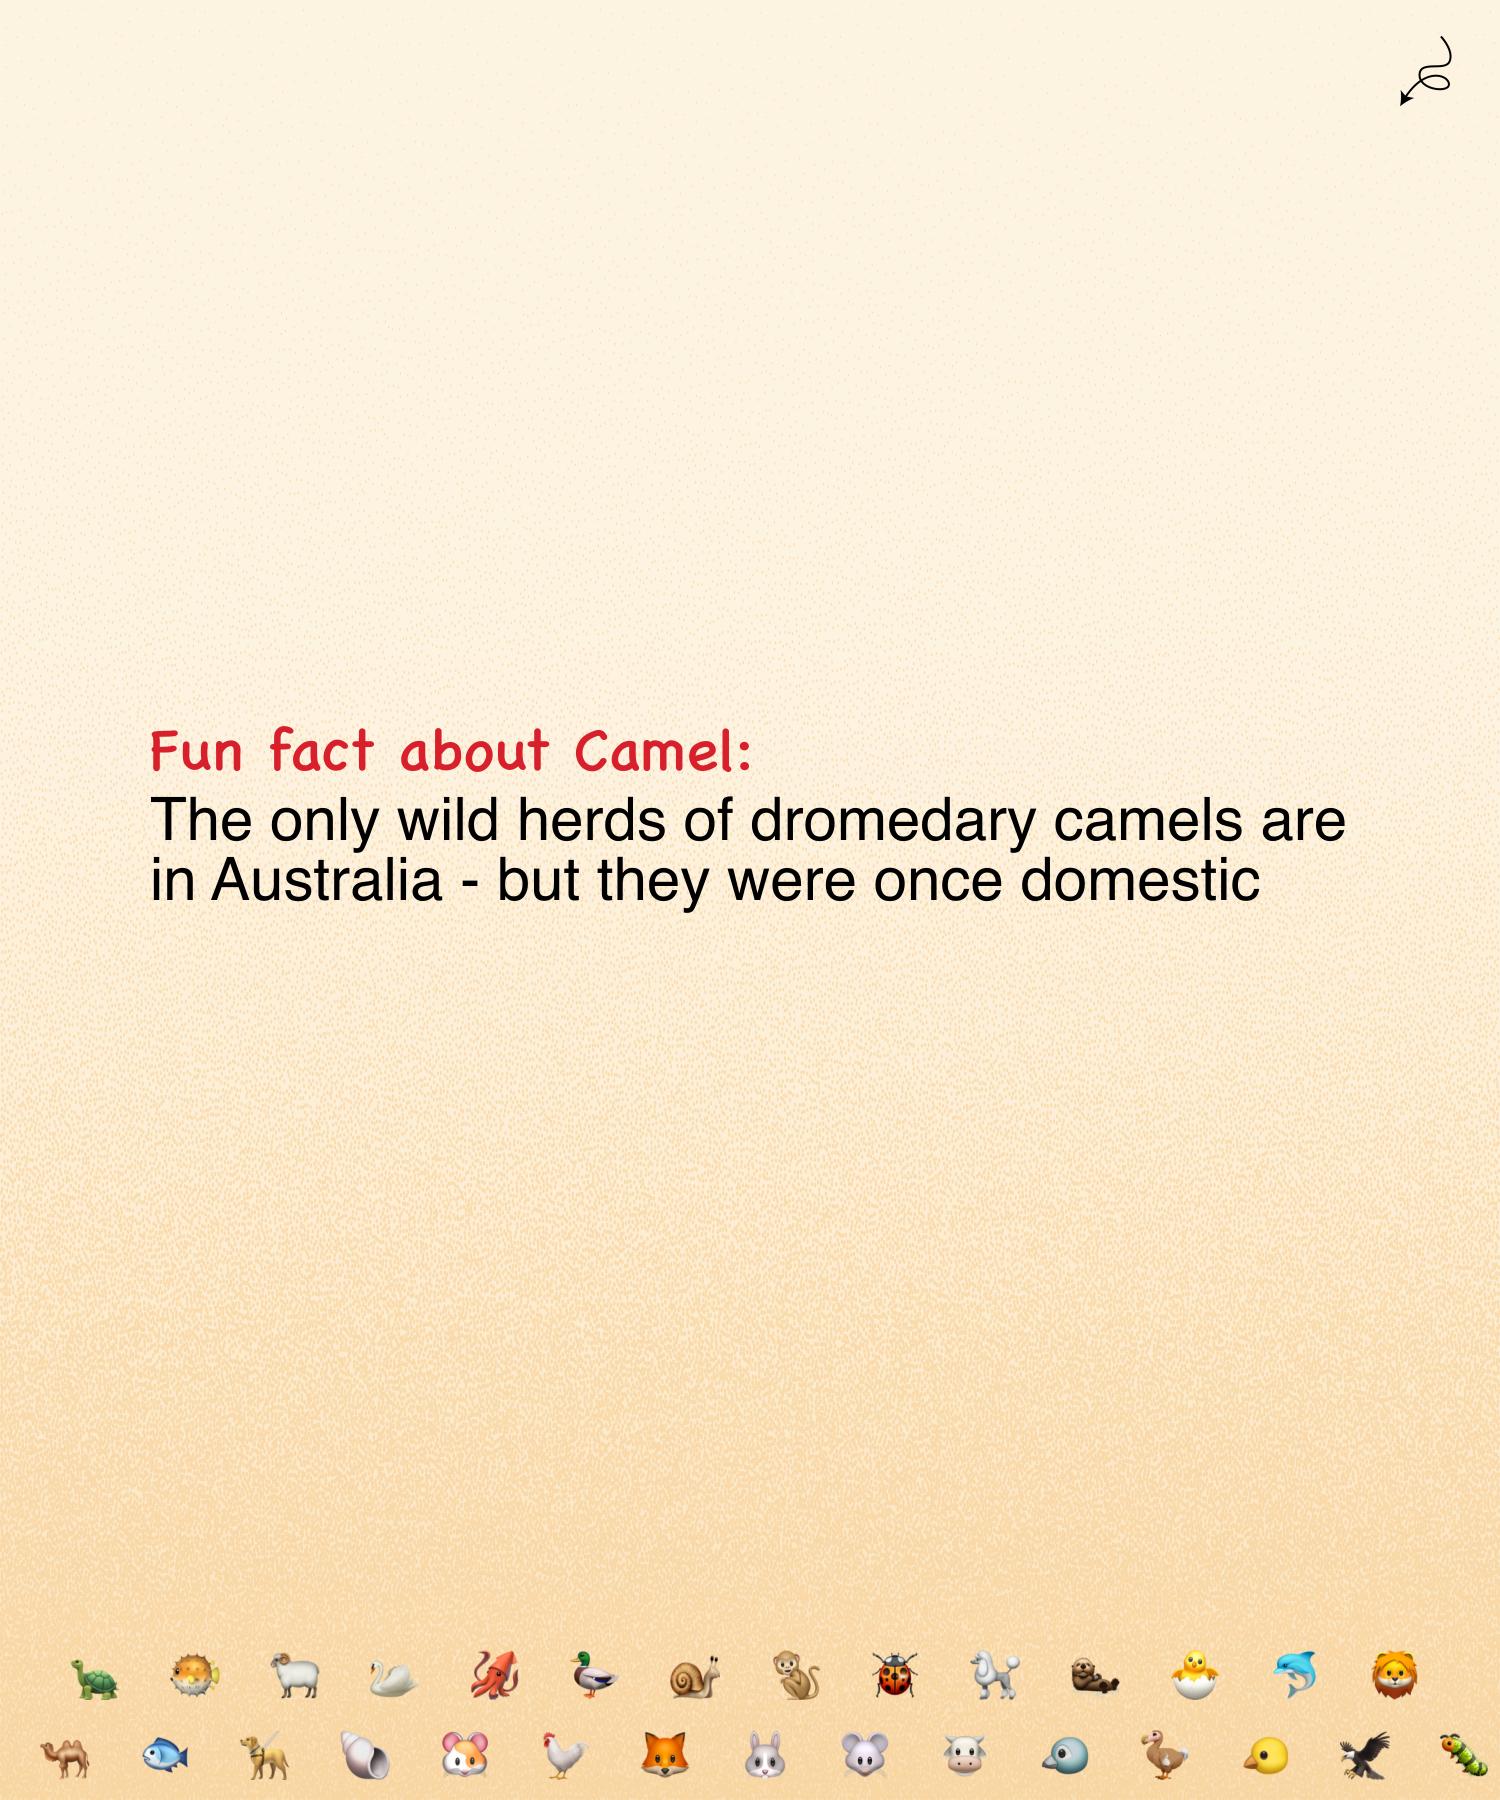 Fun fact about Camel:
The only wild herds of dromedary camels are
in Australia - but they were once domestic